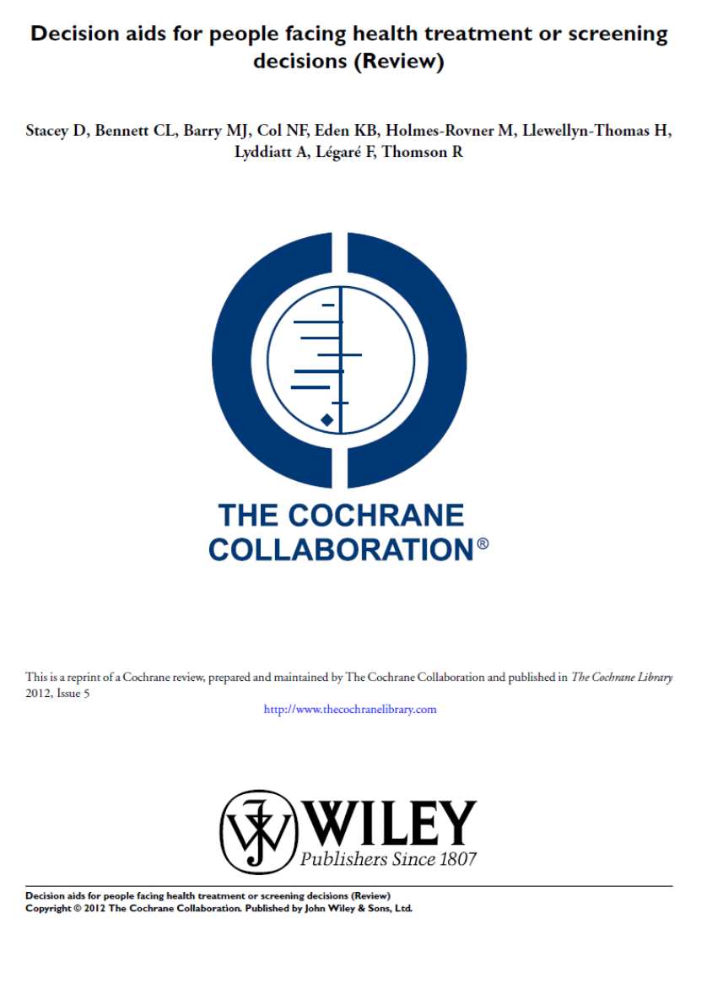 Decision aids for people facing health treatment or screening
decisions (Review)
Stacey D, Bennett CL, Barry MJ, Col NF, Eden KB, Holmes-Rovner M, Llewellyn-Thomas H,
Lyddiatt A, Légaré F, Thomson R
THE COCHRANE
COLLABORATION®
This is a reprint of a Cochrane review, prepared and maintained by The Cochrane Collaboration and published in The Cochrane Library
2012, Issue 5
http://www.thecochranelibrary.com
JW WILEY
Publishers Since 1807
Decision aids for people facing health treatment or screening decisions (Review)
Copyright © 2012 The Cochrane Collaboration. Published by John Wiley & Sons, Ltd.